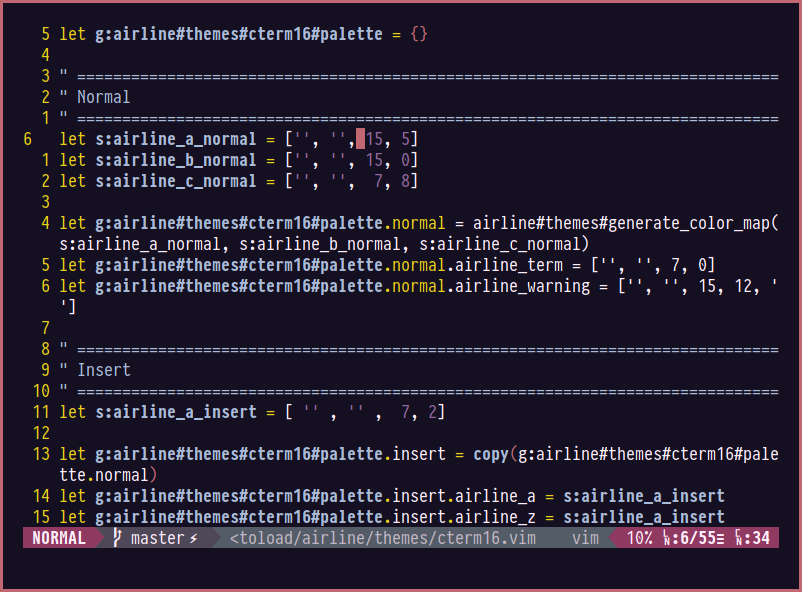 5 let g:airline#themes#cterm16#palette = {}
4
3 " ==============================================================================
2 " Normal
1 " ==============================================================================
6 let s:airline_a_normal = ['', '', 15, 5]
1 let s:airline_b_normal = ['', '', 15, 0]
2 let s:airline_c_normal = ['', '',  7, 8]
3
4 let g:airline#themes#cterm16#palette.normal = airline#themes#generate_color_map(
s:airline_a_normal, s:airline_b_normal, s:airline_c_normal)
5 let g:airline#themes#cterm16#palette.normal.airline_term = ['', '', 7, 0]
6 let g:airline#themes#cterm16#palette.normal.airline_warning = ['', '', 15, 12, '
']
7
8 " ==============================================================================
9 " Insert
10 " ==============================================================================
11 let s:airline_a_insert = [ '' , '' ,  7, 2]
12
13 let g:airline#themes#cterm16#palette.insert = copy(g:airline#themes#cterm16#pale
tte.normal)
14 let g:airline#themes#cterm16#palette.insert.airline_a = s:airline_a_insert
15 let g:airline#themes#cterm16#palette.insert.airline_z = s:airline_a_insert
NORMAL master⚡ <toload/airline/themes/cterm16.vim vim 10% ㏑:6/55≡ ㏇:34